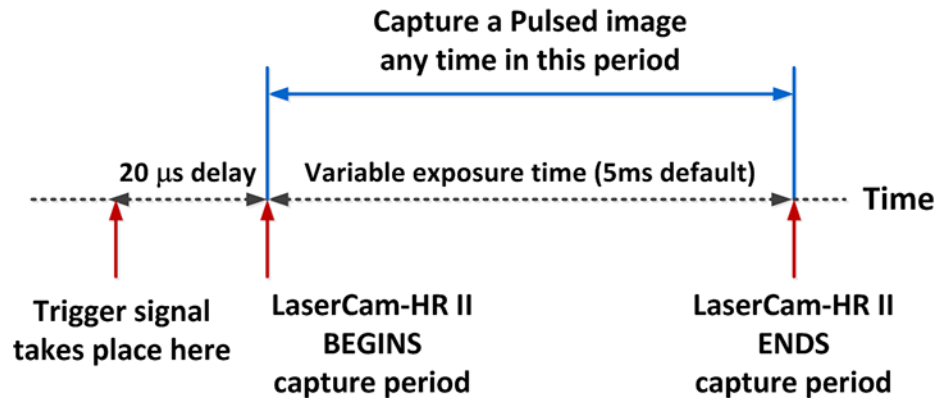 Capture a Pulsed image
any time in this period
20 μs delay
Variable exposure time (5ms default)
Time
Trigger signal
takes place here
LaserCam-HR II
BEGINS
capture period
LaserCam-HR II
ENDS
capture period